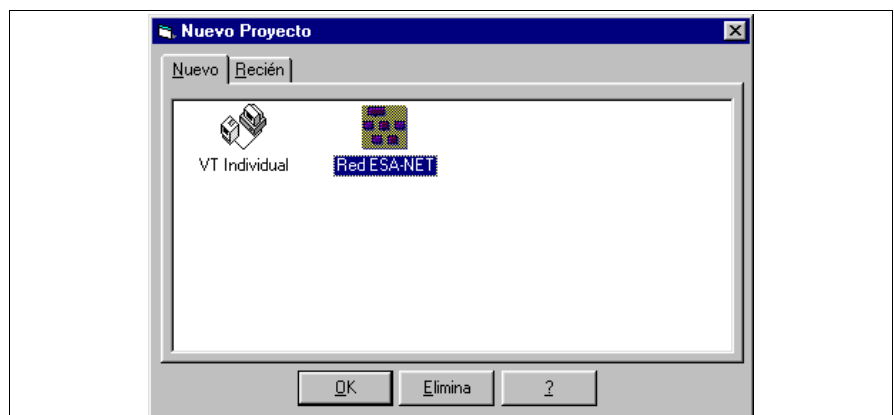 Nuevo Proyecto
Nuevo Recién
VT Individual Red ESA-NET
OK Elimina ?